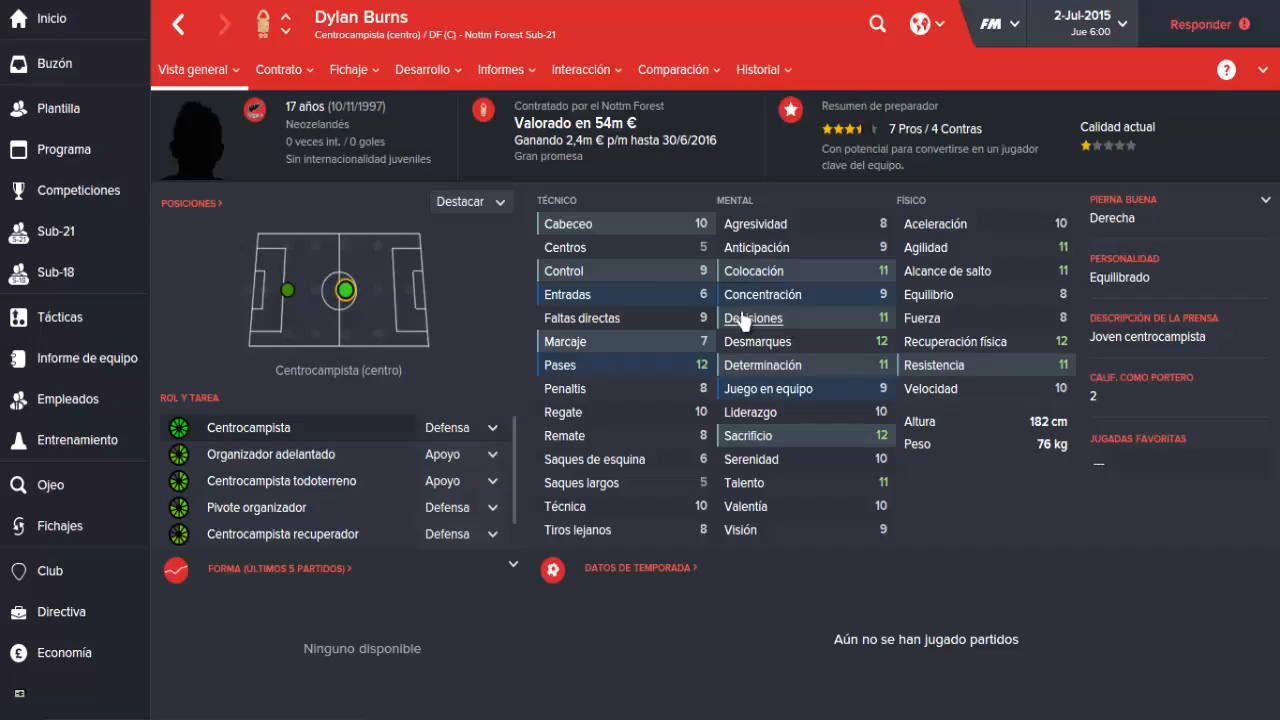 Inicio
Buzón
Plantilla
Programa
Competiciones
Sub-21
Sub-18
Tácticas
Informe de equipo
Empleados
Entrenamiento
Ojeo
Fichajes
Club
Directiva
Economía
Dylan Burns
Centrocampista (centro) / DF (C) - Nottm Forest Sub-21
FM
2-Jul-2015
Jue 6:00
Responder
Vista general
Contrato
Fichaje
Desarrollo
Informes
Interacción
Comparación
Historial
17 años (10/11/1997)
Neozelandés
0 veces int. / 0 goles
Sin internacionalidad juveniles
Contratado por el Nottm Forest
Valorado en 54m €
Ganando 2,4m € p/m hasta 30/6/2016
Gran promesa
Resumen de preparador
7 Pros / 4 Contras
Con potencial para convertirse en un jugador
clave del equipo.
Calidad actual
POSICIONES >
Destacar
Centrocampista (centro)
ROL Y TAREA
Centrocampista Defensa
Organizador adelantado Apoyo
Centrocampista todoterreno Apoyo
Pivote organizador Defensa
Centrocampista recuperador Defensa
TÉCNICO
Cabeceo 10
Centros 5
Control 9
Entradas 6
Faltas directas 9
Marcaje 7
Pases 12
Penaltis 8
Regate 10
Remate 8
Saques de esquina 6
Saques largos 5
Técnica 10
Tiros lejanos 8
MENTAL
Agresividad 8
Anticipación 9
Colocación 11
Concentración 9
Decisiones 11
Desmarques 12
Determinación 11
Juego en equipo 9
Liderazgo 10
Sacrificio 12
Serenidad 10
Talento 11
Valentía 10
Visión 9
FÍSICO
Aceleración 10
Agilidad 11
Alcance de salto 11
Equilibrio 8
Fuerza 8
Recuperación física 12
Resistencia 11
Velocidad 10
Altura 182 cm
Peso 76 kg
PIERNA BUENA
Derecha
PERSONALIDAD
Equilibrado
DESCRIPCIÓN DE LA PRENSA
Joven centrocampista
CALIF. COMO PORTERO
2
JUGADAS FAVORITAS
—
FORMA (ÚLTIMOS 5 PARTIDOS) >
Ninguno disponible
DATOS DE TEMPORADA >
Aún no se han jugado partidos